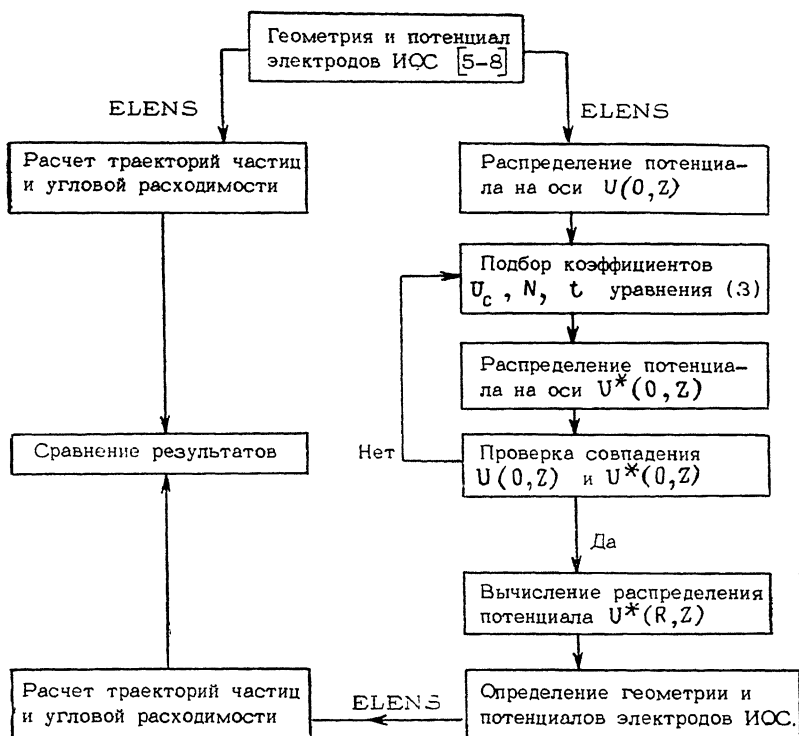 Геометрия и потенциал
электродов ИОС [5-8]
ELENS
ELENS
Расчет траекторий частиц
и угловой расходимости
Распределение потенциа-
ла на оси U(0,Z)
Подбор коэффициентов
U_c, N, t уравнения (3)
Распределение потенциа-
ла на оси U*(0,Z)
Сравнение результатов
Нет
Проверка совпадения
U(0,Z) и U*(0,Z)
Да
Вычисление распределения
потенциала U*(R,Z)
Расчет траекторий частиц
и угловой расходимости
ELENS
Определение геометрии и
потенциалов электродов ИОС.